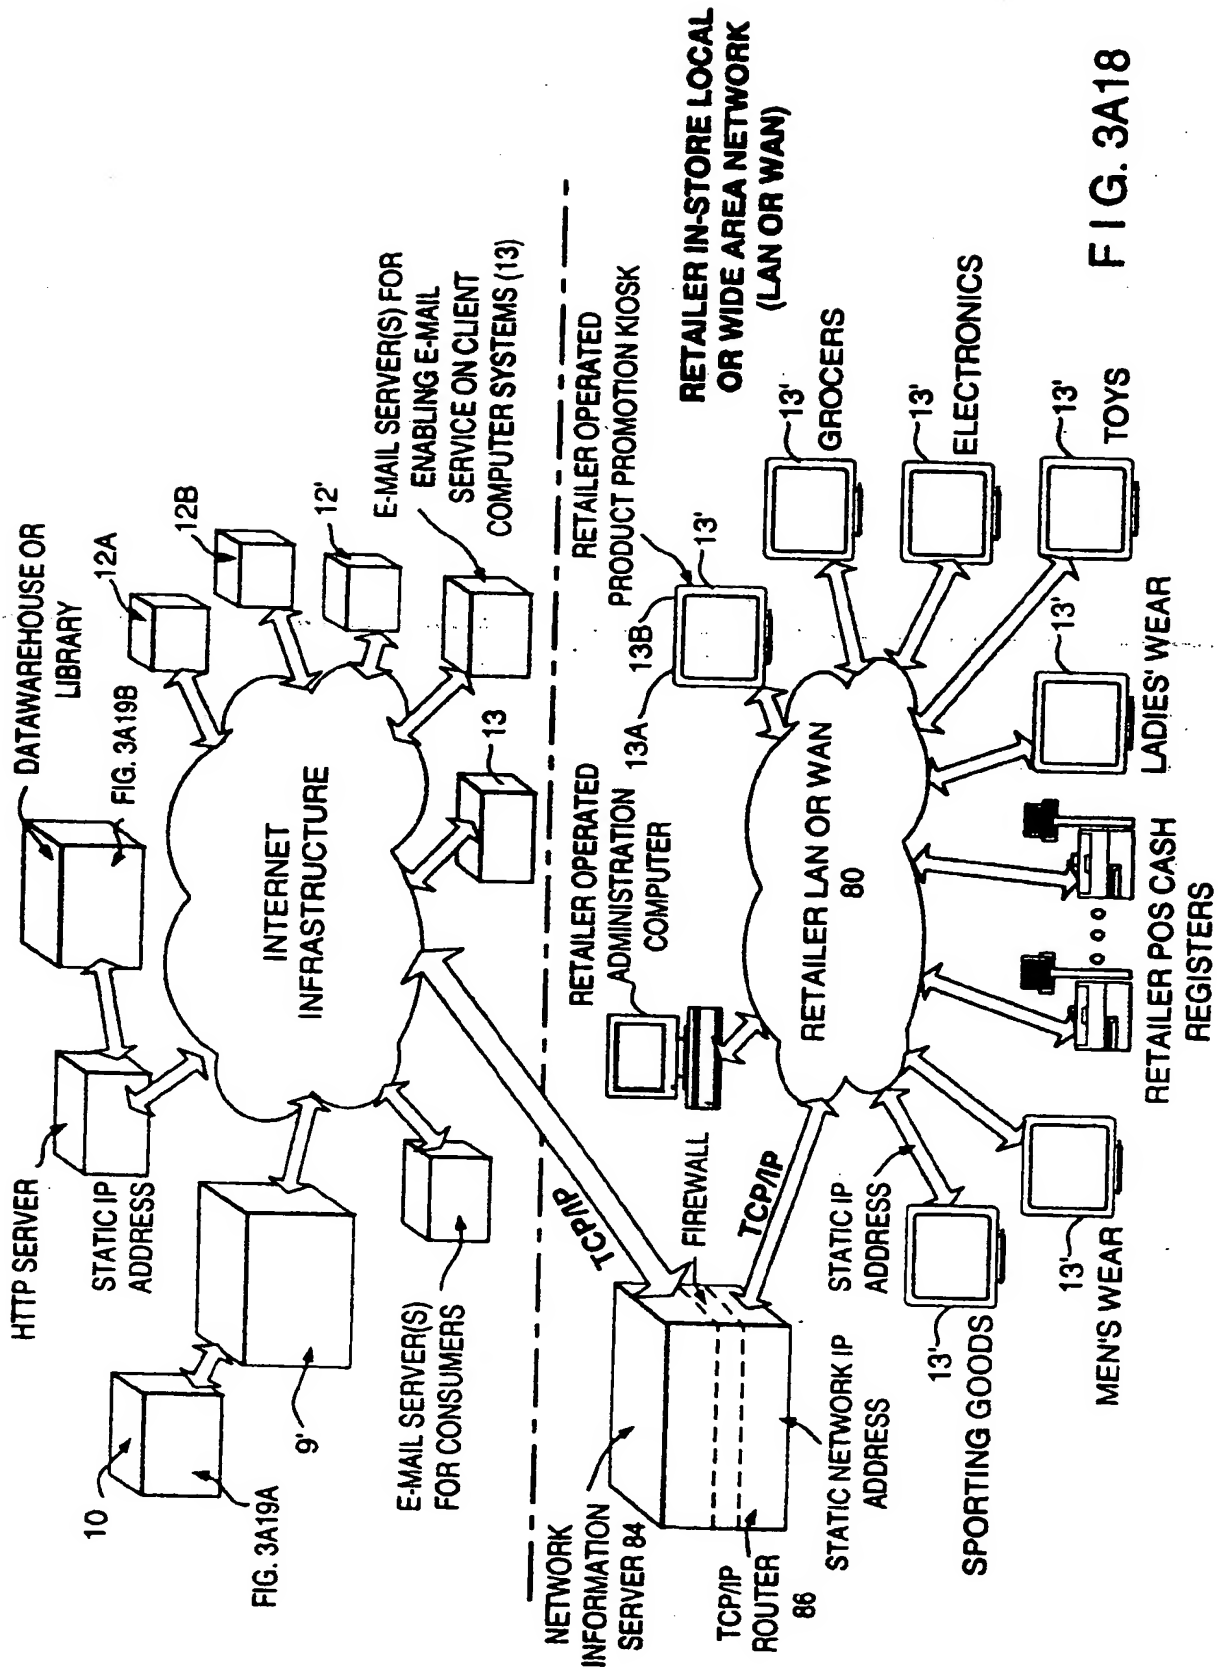 HTTP SERVER
STATIC IP
ADDRESS
DATAWAREHOUSE OR
LIBRARY
FIG. 3A19B
12A
12B
12'
E-MAIL SERVER(S) FOR
ENABLING E-MAIL
SERVICE ON CLIENT
COMPUTER SYSTEMS (13)
10
FIG. 3A19A
9'
INTERNET
INFRASTRUCTURE
13
E-MAIL SERVER(S)
FOR CONSUMERS
TCP/IP
NETWORK
INFORMATION
SERVER 84
FIREWALL
TCP/IP
ROUTER
86
STATIC NETWORK IP
ADDRESS
TCP/IP
RETAILER OPERATED
ADMINISTRATION
COMPUTER
RETAILER OPERATED
PRODUCT PROMOTION KIOSK
13A
13B
13'
RETAILER IN-STORE LOCAL
OR WIDE AREA NETWORK
(LAN OR WAN)
RETAILER LAN OR WAN
80
13'
GROCERS
13'
ELECTRONICS
13'
TOYS
13'
LADIES' WEAR
RETAILER POS CASH
REGISTERS
STATIC IP
ADDRESS
13'
SPORTING GOODS
13'
MEN'S WEAR
FIG. 3A18